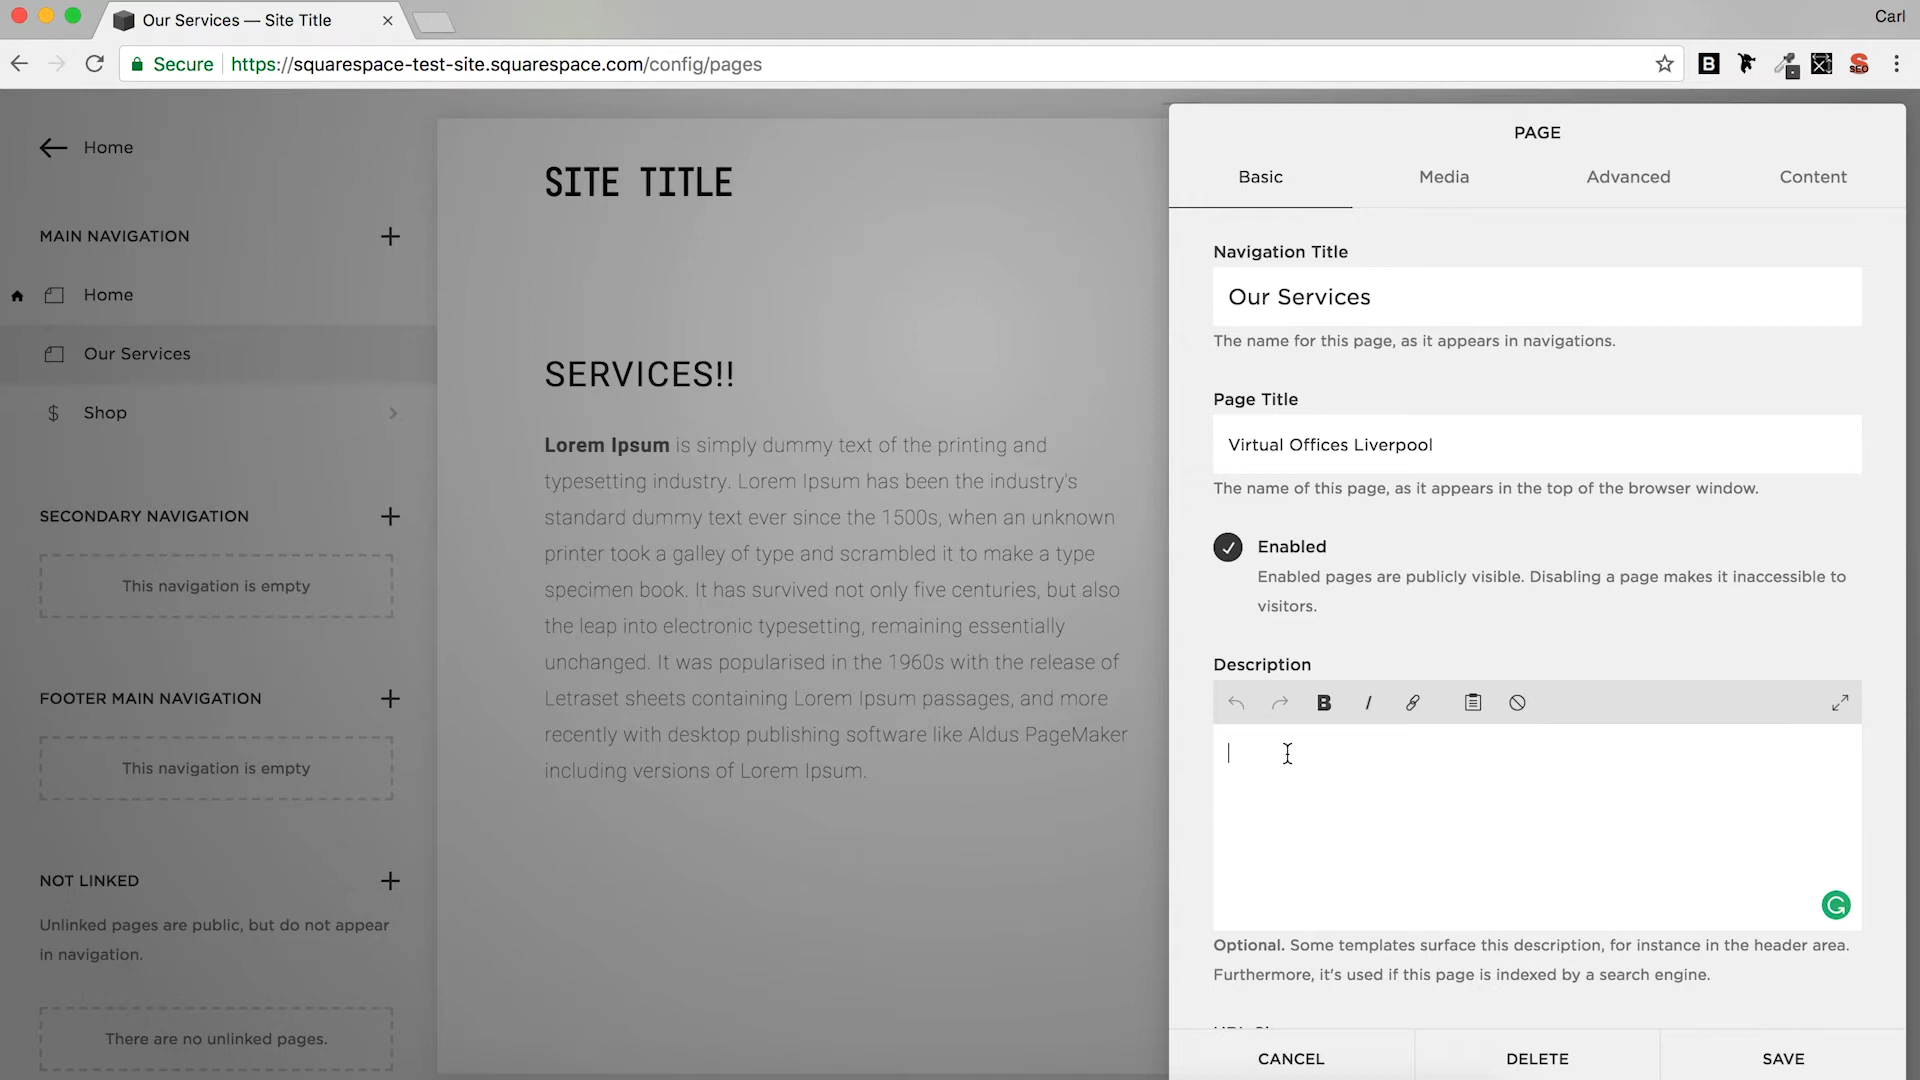 Our Services — Site Title
Carl
Secure
https://squarespace-test-site.squarespace.com/config/pages
B
SEO
Home
MAIN NAVIGATION
Home
Our Services
$ Shop
SECONDARY NAVIGATION
This navigation is empty
FOOTER MAIN NAVIGATION
This navigation is empty
NOT LINKED
Unlinked pages are public, but do not appear
in navigation.
There are no unlinked pages.
SITE TITLE
SERVICES!!
Lorem Ipsum is simply dummy text of the printing and
typesetting industry. Lorem Ipsum has been the industry's
standard dummy text ever since the 1500s, when an unknown
printer took a galley of type and scrambled it to make a type
specimen book. It has survived not only five centuries, but also
the leap into electronic typesetting, remaining essentially
unchanged. It was popularised in the 1960s with the release of
Letraset sheets containing Lorem Ipsum passages, and more
recently with desktop publishing software like Aldus PageMaker
including versions of Lorem Ipsum.
PAGE
Basic Media Advanced Content
Navigation Title
Our Services
The name for this page, as it appears in navigations.
Page Title
Virtual Offices Liverpool
The name of this page, as it appears in the top of the browser window.
Enabled
Enabled pages are publicly visible. Disabling a page makes it inaccessible to
visitors.
Description
B I
Optional. Some templates surface this description, for instance in the header area.
Furthermore, it's used if this page is indexed by a search engine.
CANCEL DELETE SAVE